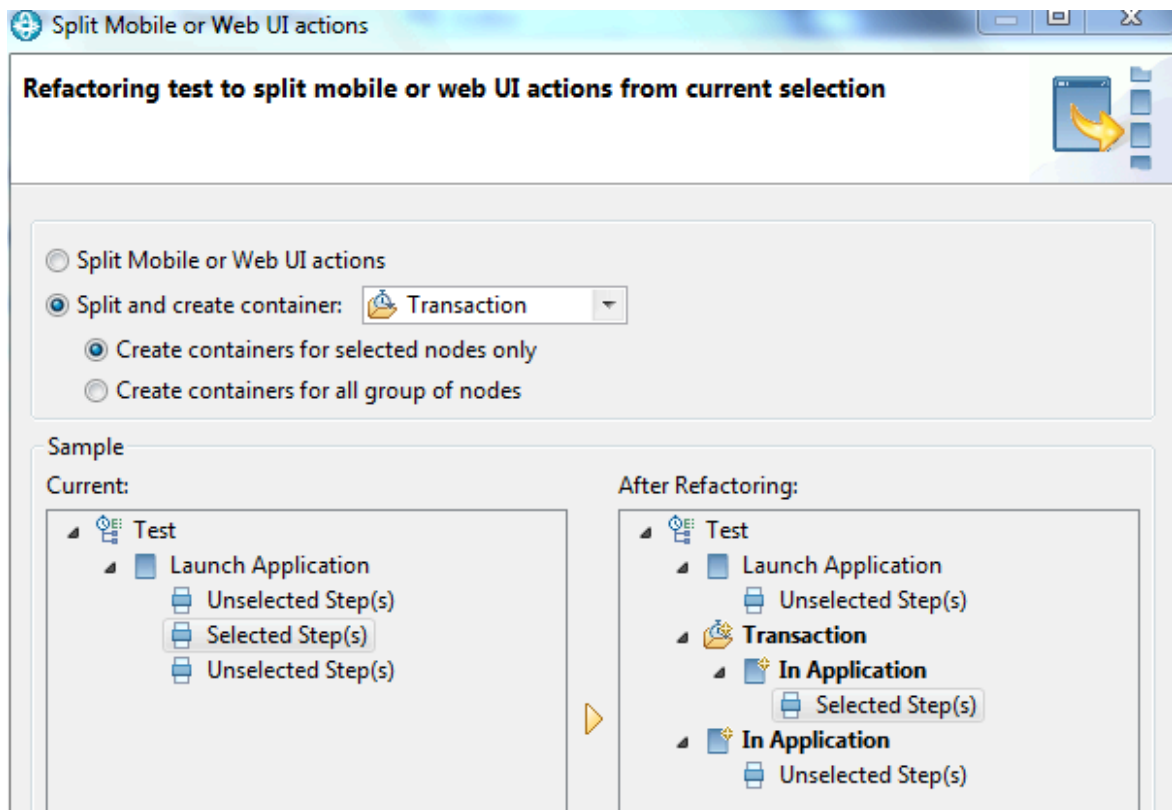 Split Mobile or Web UI actions
Refactoring test to split mobile or web UI actions from current selection
Split Mobile or Web UI actions
Split and create container: Transaction
Create containers for selected nodes only
Create containers for all group of nodes
Sample
Current:
Test
Launch Application
Unselected Step(s)
Selected Step(s)
Unselected Step(s)
After Refactoring:
Test
Launch Application
Unselected Step(s)
Transaction
In Application
Selected Step(s)
In Application
Unselected Step(s)